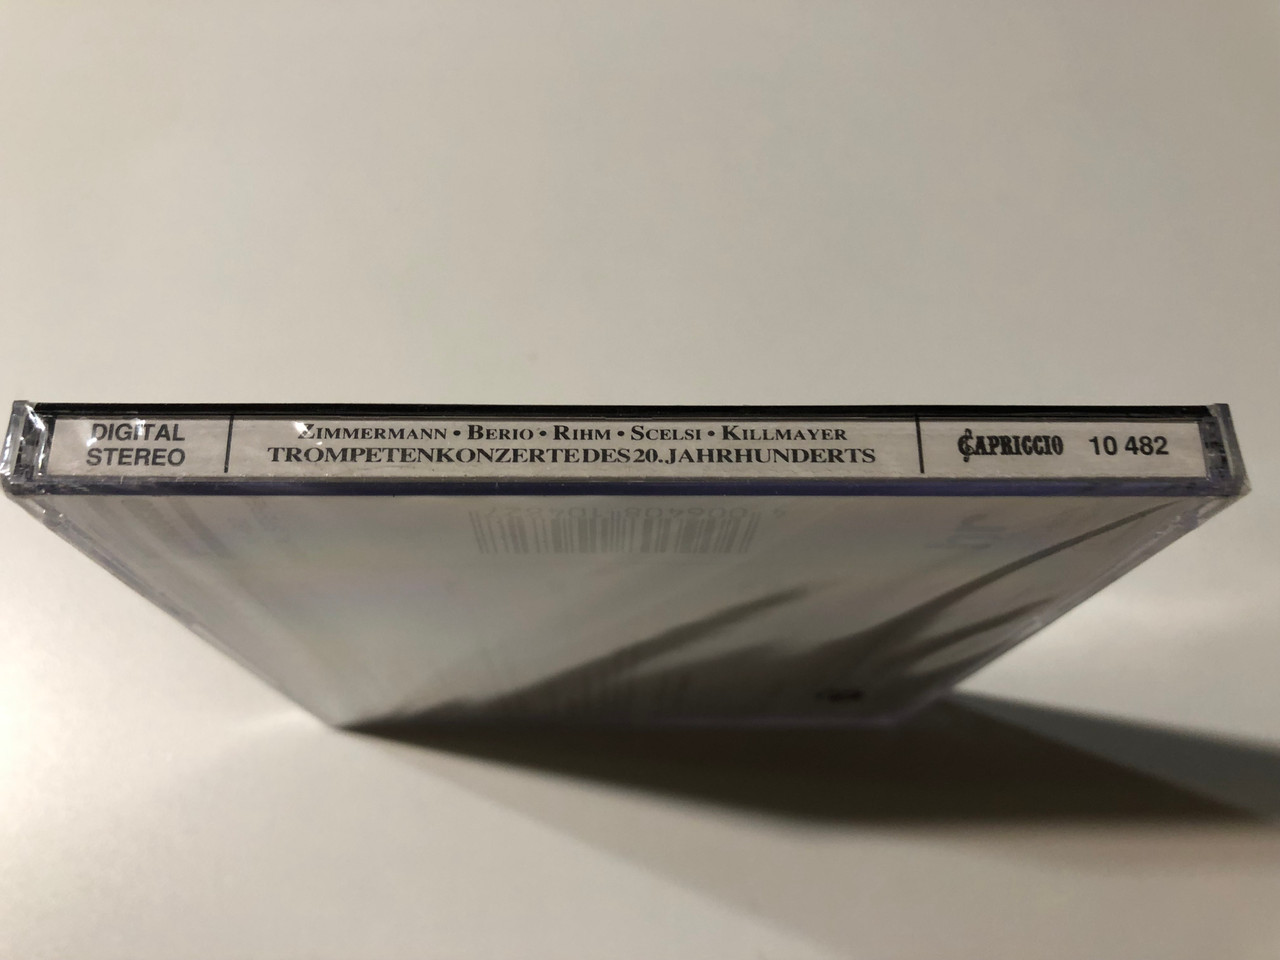 DIGITAL
STEREO
ZIMMERMANN • BERIO • RIHM • SCELSI • KILLMAYER
TROMPETENKONZERTE DES 20. JAHRHUNDERTS
CAPRICCIO 10 482